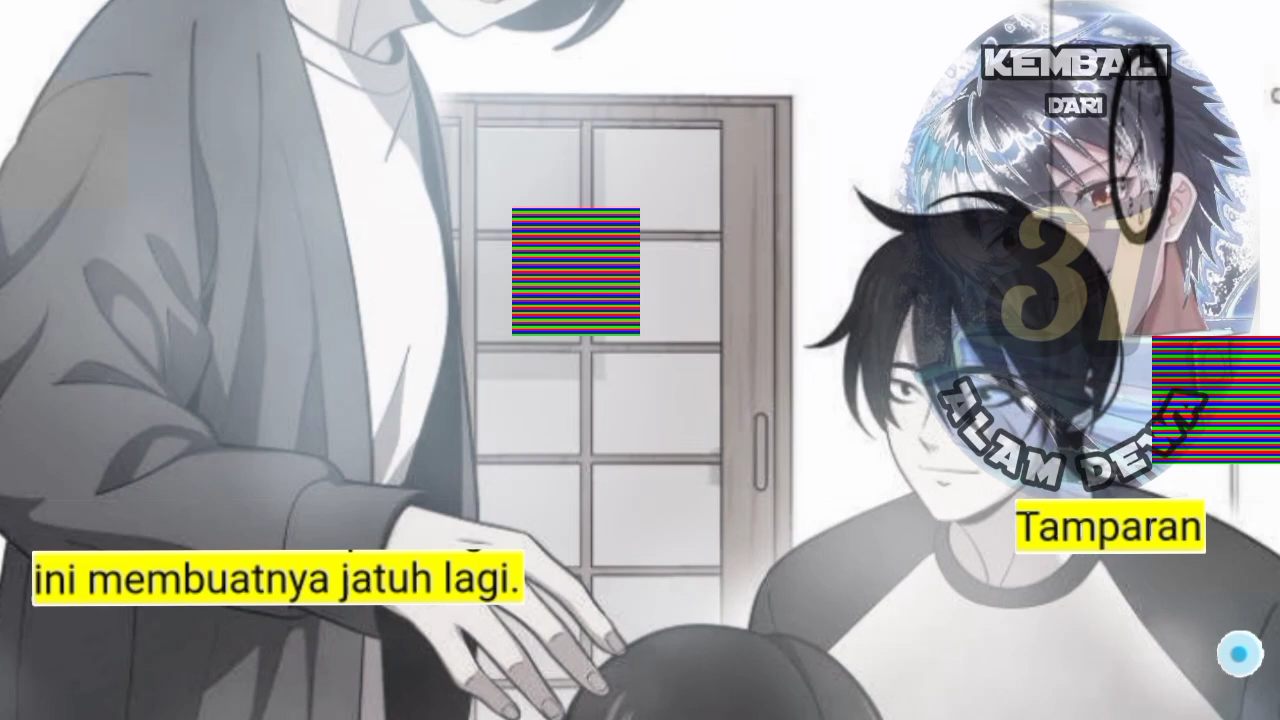 KEMBALI
DARI
37
ALAM DEWA
Tamparan
ini membuatnya jatuh lagi.